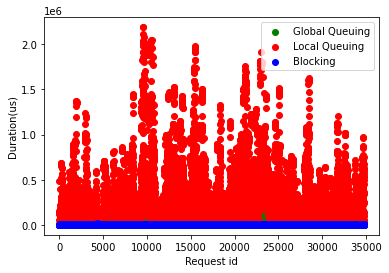 1e6
Global Queuing
Local Queuing
Blocking
2.0
1.5
1.0
0.5
0.0
Duration(us)
0 5000 10000 15000 20000 25000 30000 35000
Request id